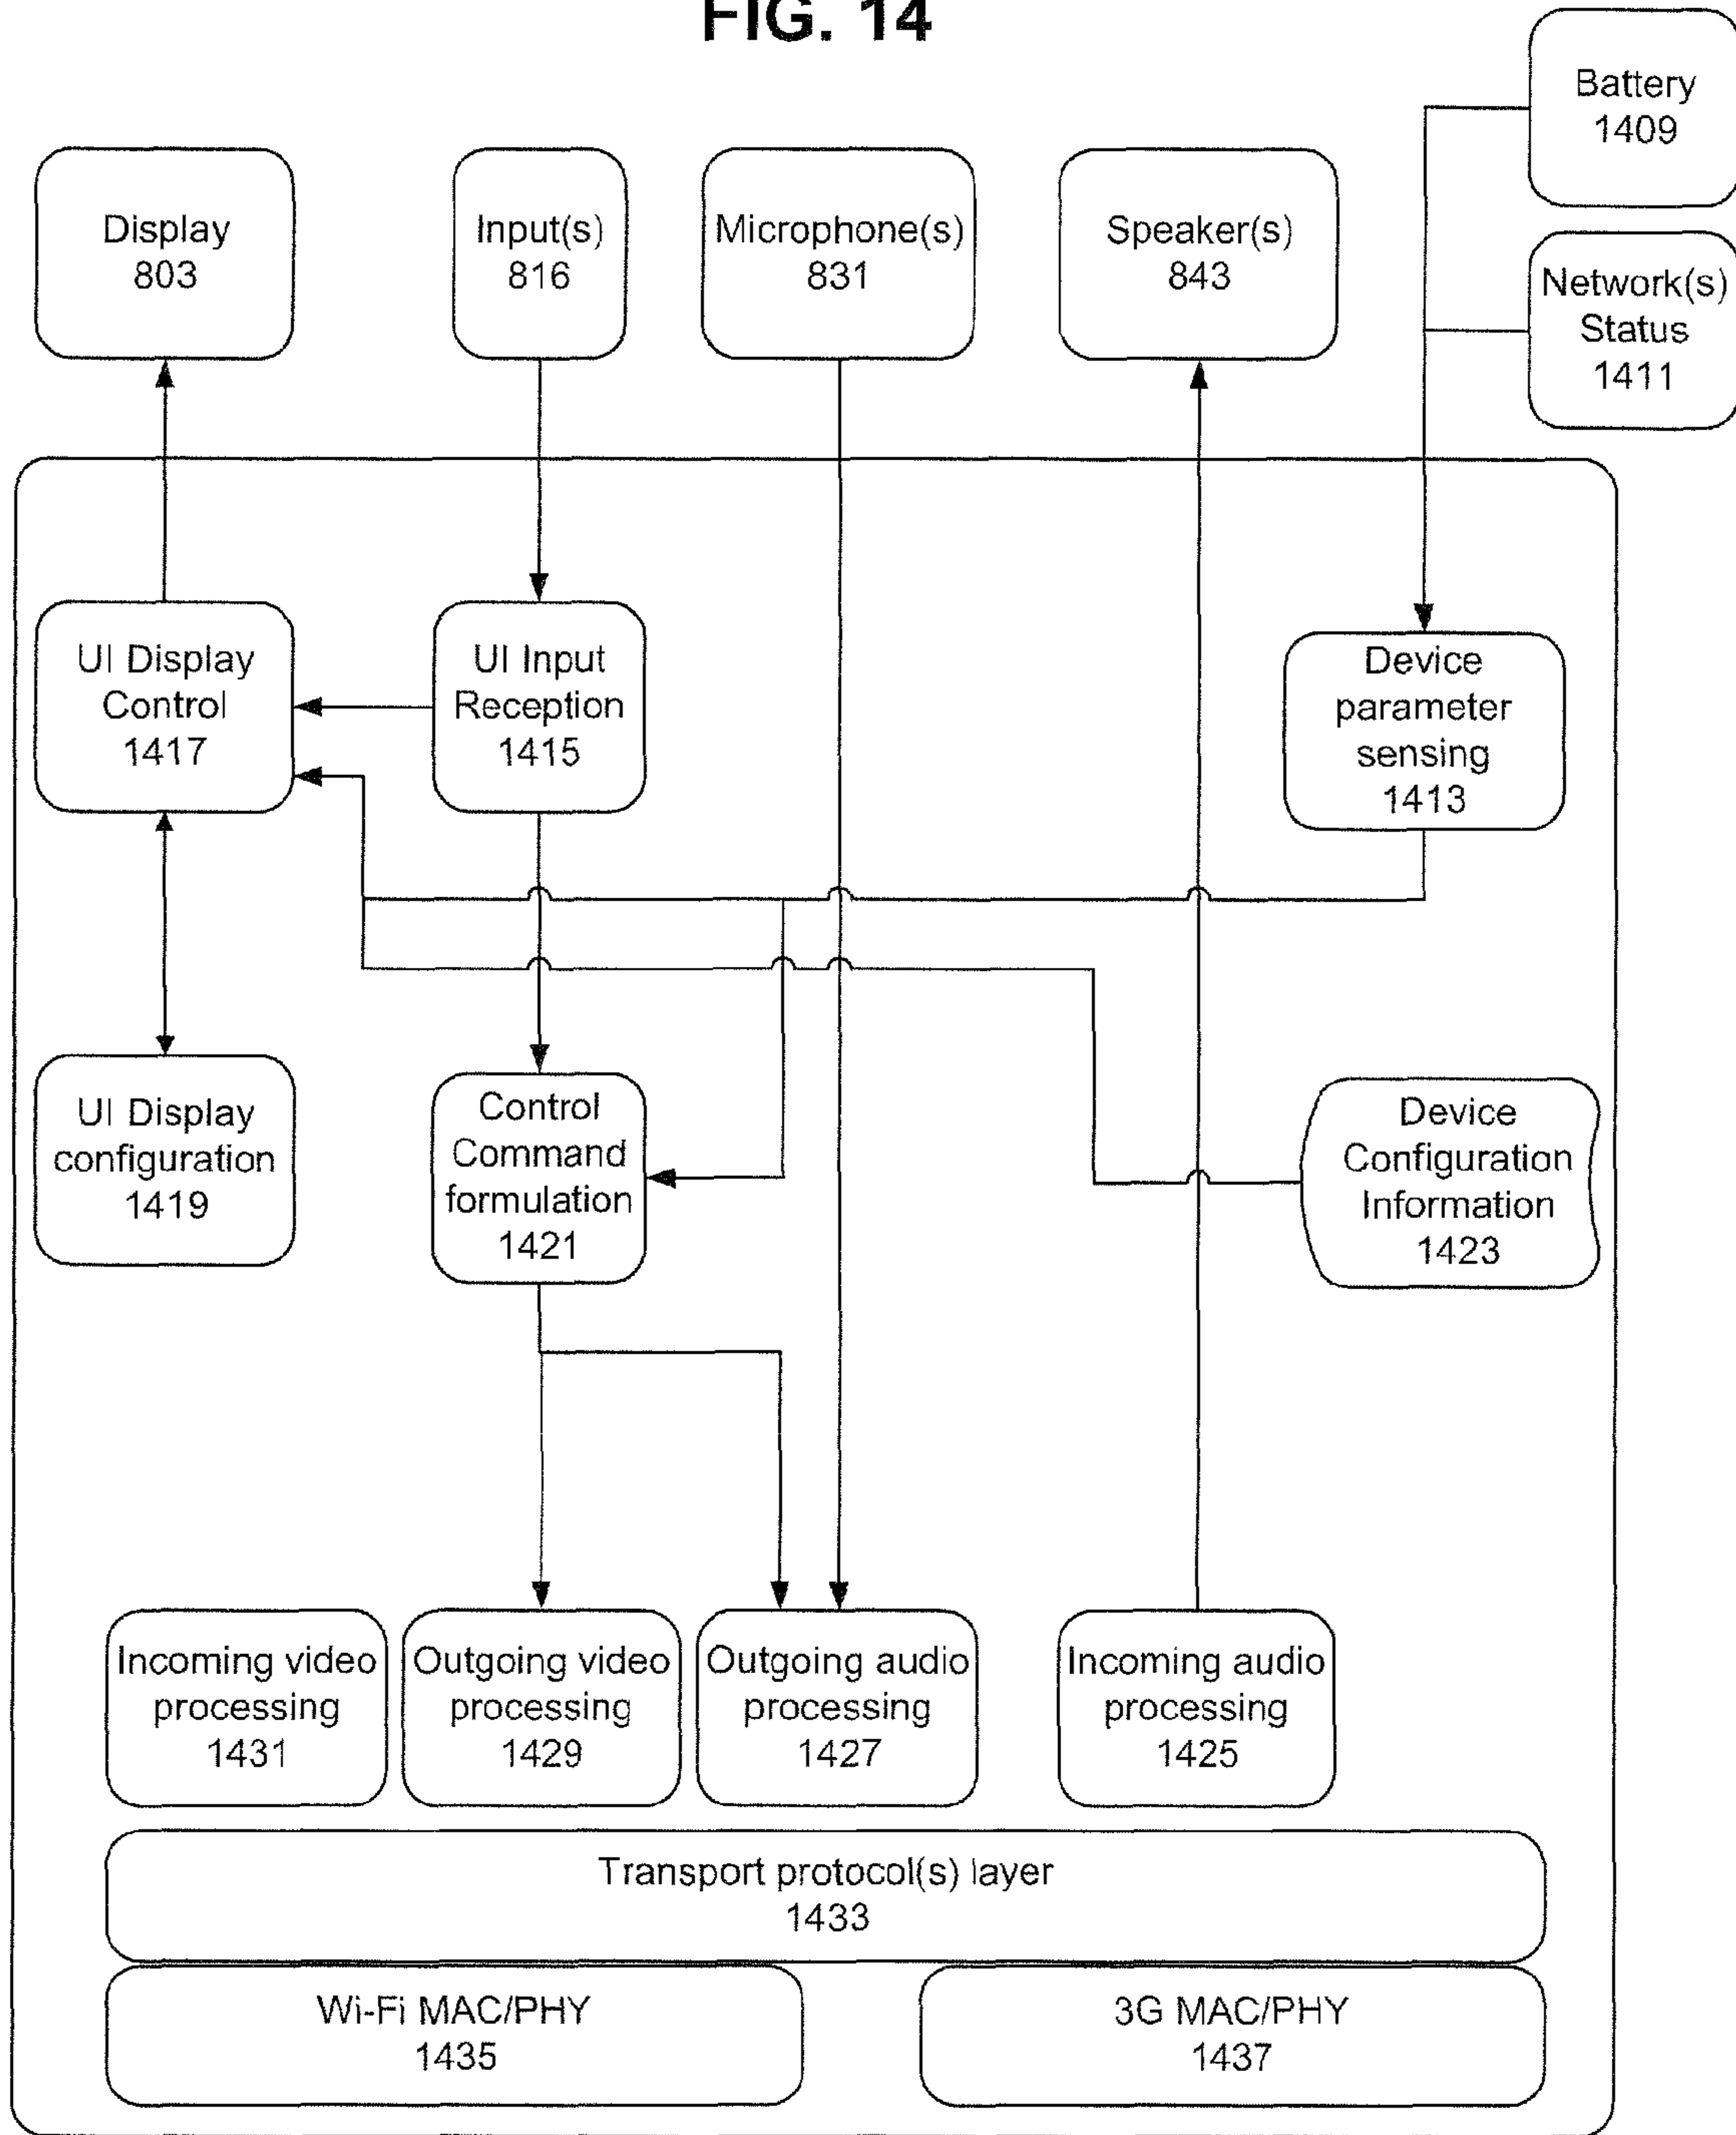 FIG. 14
Battery
1409
Display
803
Input(s)
816
Microphone(s)
831
Speaker(s)
843
Network(s)
Status
1411
UI Display
Control
1417
UI Input
Reception
1415
Device
parameter
sensing
1413
UI Display
configuration
1419
Control
Command
formulation
1421
Device
Configuration
Information
1423
Incoming video
processing
1431
Outgoing video
processing
1429
Outgoing audio
processing
1427
Incoming audio
processing
1425
Transport protocol(s) layer
1433
Wi-Fi MAC/PHY
1435
3G MAC/PHY
1437